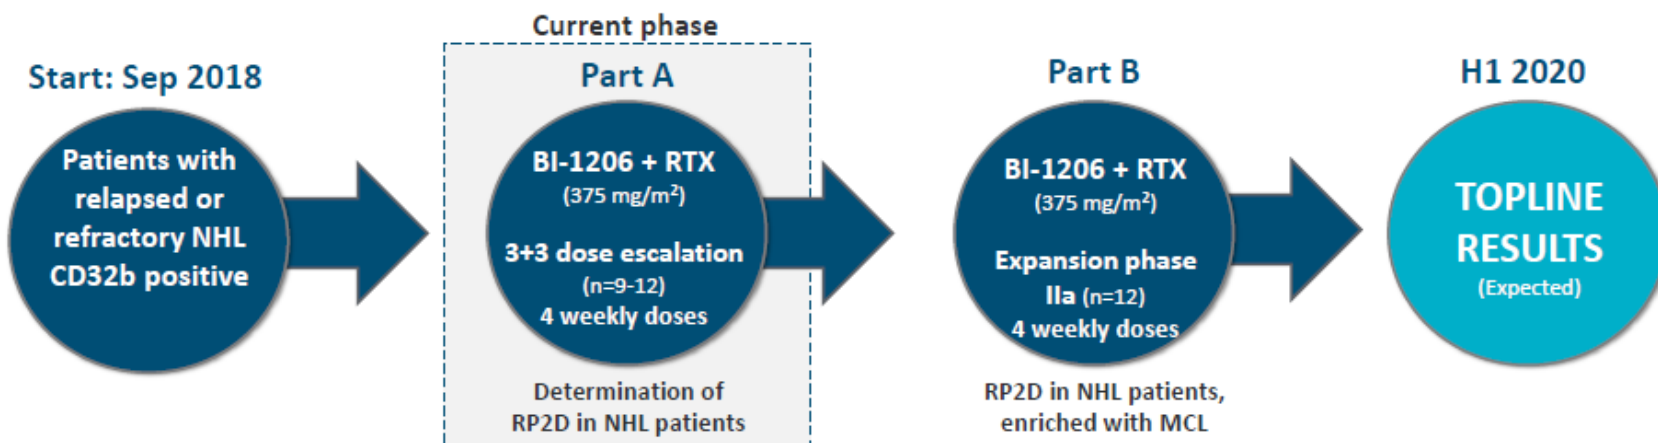 Start: Sep 2018
Patients with
relapsed or
refractory NHL
CD32b positive
Current phase
Part A
BI-1206 + RTX
(375 mg/m²)
3+3 dose escalation
(n=9-12)
4 weekly doses
Determination of
RP2D in NHL patients
Part B
BI-1206 + RTX
(375 mg/m²)
Expansion phase
IIa (n=12)
4 weekly doses
RP2D in NHL patients,
enriched with MCL
H1 2020
TOPLINE
RESULTS
(Expected)